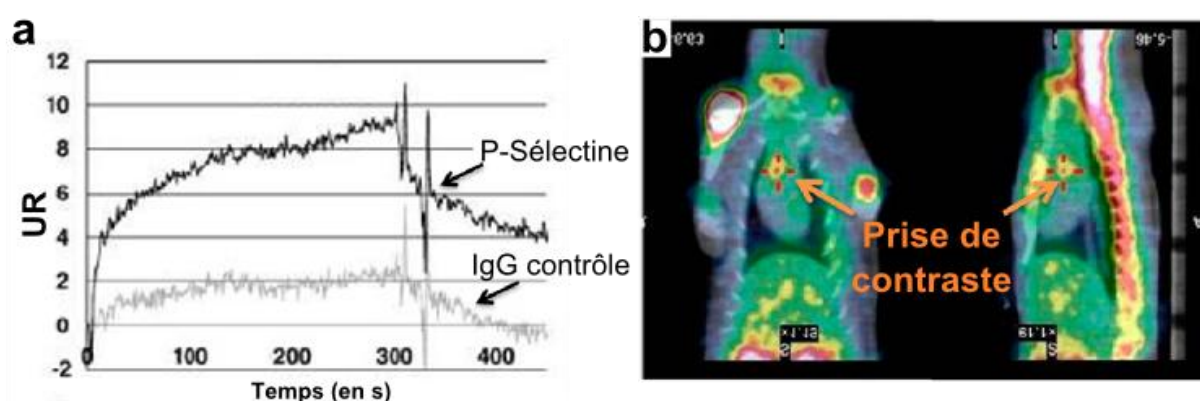 a
12
10
8
6
4
2
0
-2
UR
P-Sélectine
IgG contrôle
0 100 200 300 400
Temps (en s)
b
Prise de
contraste